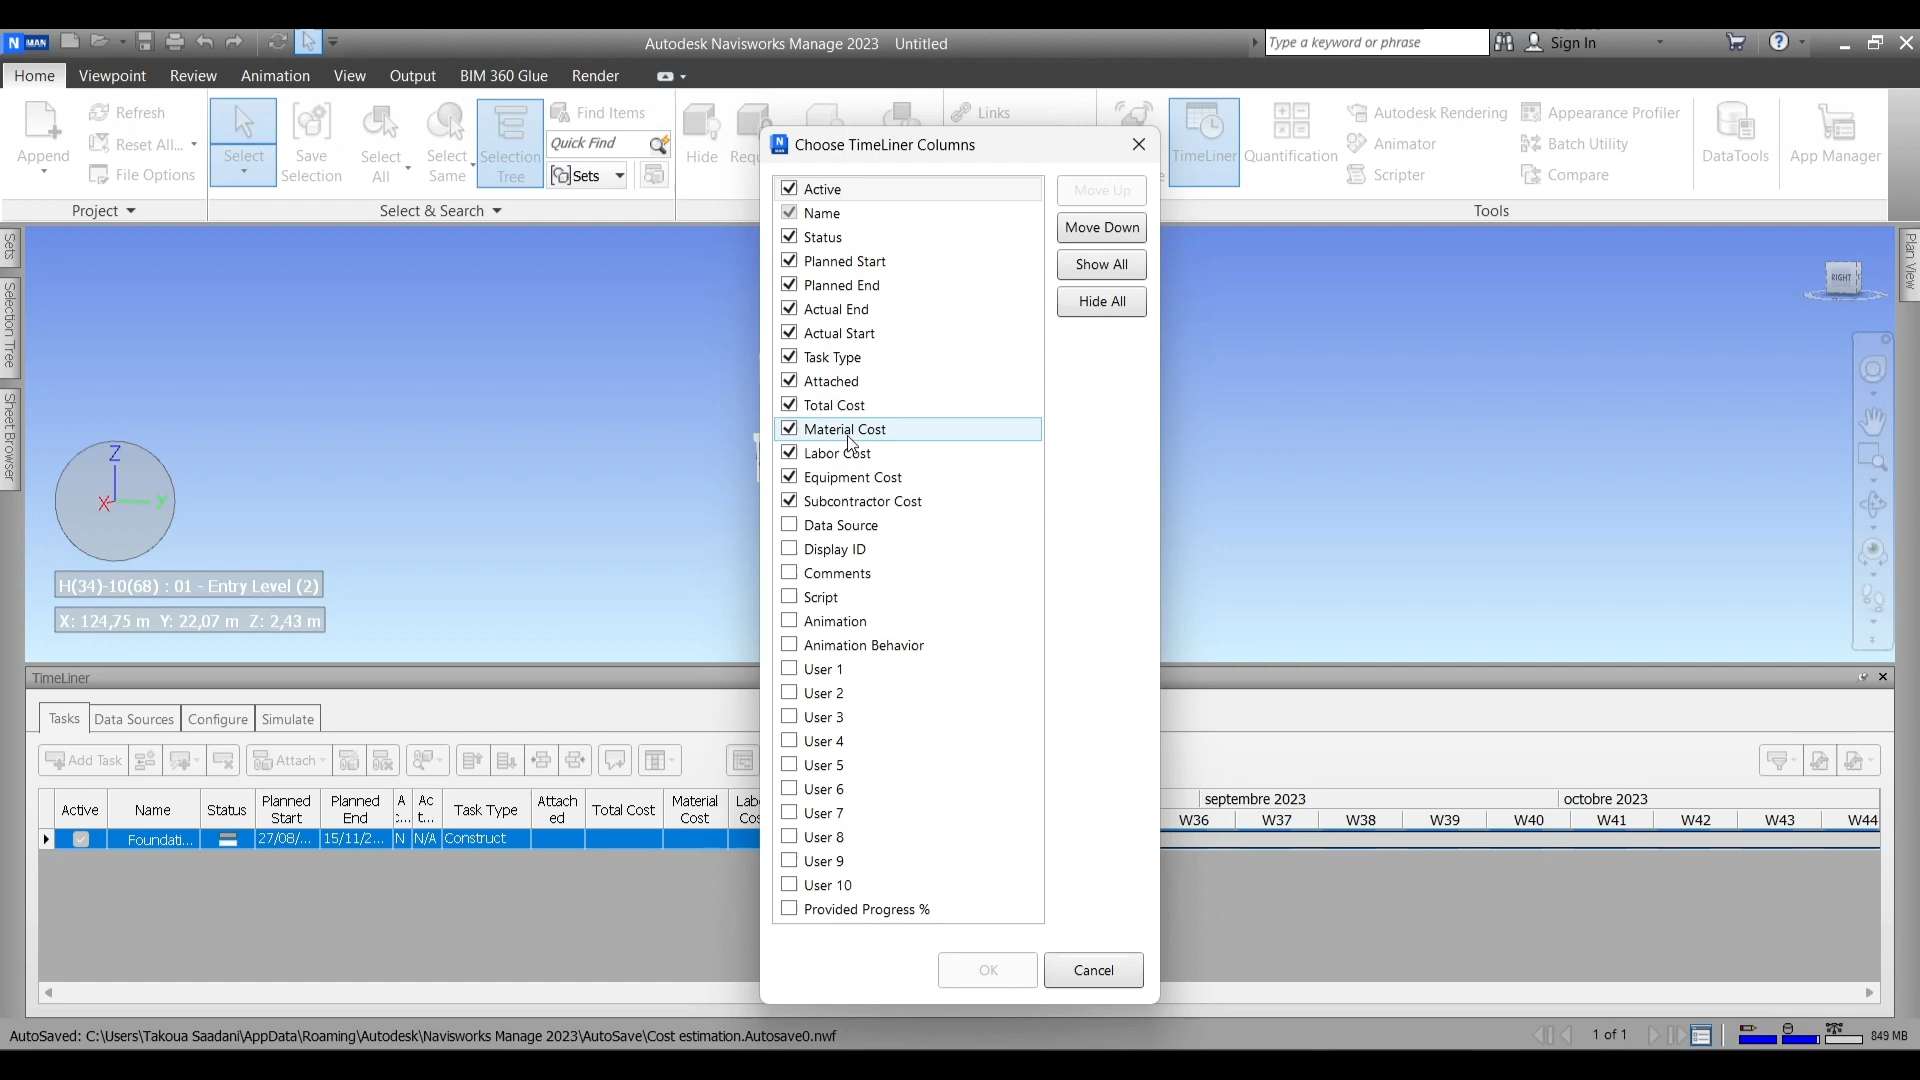 N MAN
Autodesk Navisworks Manage 2023 Untitled
Type a keyword or phrase
Sign In
Home Viewpoint Review Animation View Output BIM 360 Glue Render
Append
Refresh
Reset All...
File Options
Project
Select
Save Selection
Select All
Select Same
Selection Tree
Find Items
Quick Find
Sets
Select & Search
Hide
Requ
Links
TimeLiner
Quantification
Autodesk Rendering
Animator
Scripter
Appearance Profiler
Batch Utility
Compare
DataTools
App Manager
Tools
Sets
Selection Tree
Sheet Browser
Plan View
RIGHT
Z
X
Y
H(34)-10(68) : 01 - Entry Level (2)
X: 124,75 m Y: 22,07 m Z: 2,43 m
Choose TimeLiner Columns
Active
Name
Status
Planned Start
Planned End
Actual End
Actual Start
Task Type
Attached
Total Cost
Material Cost
Labor Cost
Equipment Cost
Subcontractor Cost
Data Source
Display ID
Comments
Script
Animation
Animation Behavior
User 1
User 2
User 3
User 4
User 5
User 6
User 7
User 8
User 9
User 10
Provided Progress %
Move Up
Move Down
Show All
Hide All
OK
Cancel
TimeLiner
Tasks Data Sources Configure Simulate
Add Task
Attach
Active Name Status Planned Start Planned End A :... Ac t... Task Type Attach ed Total Cost Material Cost Lab Cos
Foundati... 27/08/... 15/11/2... N N/A Construct
septembre 2023 octobre 2023
W36 W37 W38 W39 W40 W41 W42 W43 W44
AutoSaved: C:\Users\Takoua Saadani\AppData\Roaming\Autodesk\Navisworks Manage 2023\AutoSave\Cost estimation.Autosave0.nwf
1 of 1
849 MB